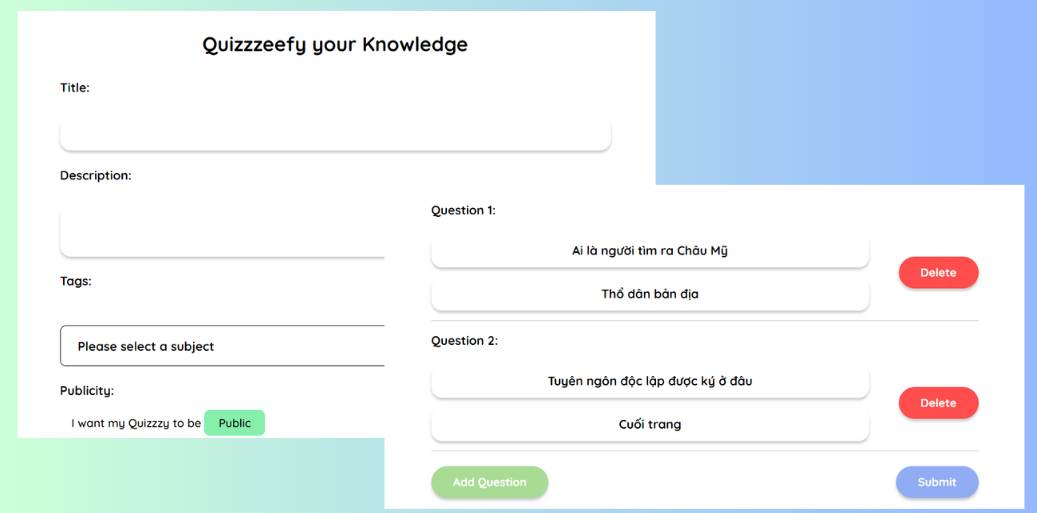 Quizzzeefy your Knowledge
Title:
Description:
Tags:
Please select a subject
Publicity:
I want my Quizzzy to be Public
Question 1:
Ai là người tìm ra Châu Mỹ
Thổ dân bản địa
Delete
Question 2:
Tuyên ngôn độc lập được ký ở đâu
Cuối trang
Delete
Add Question
Submit